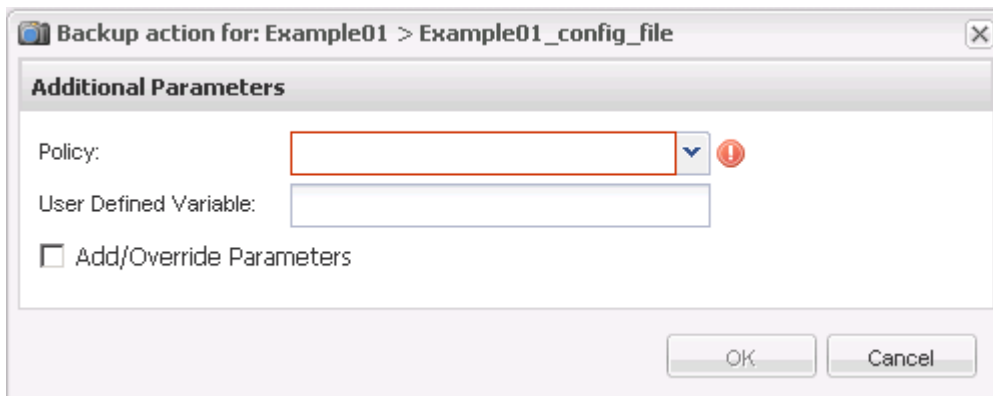 Backup action for: Example01 > Example01_config_file
Additional Parameters
Policy:
User Defined Variable:
Add/Override Parameters
OK Cancel